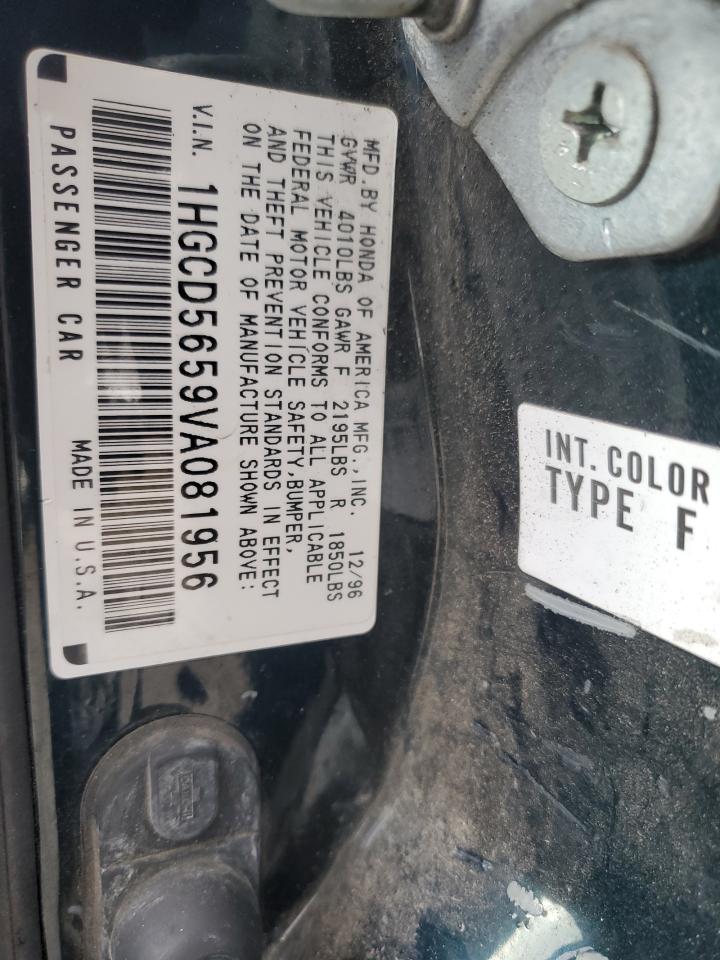 MFD. BY HONDA OF AMERICA MFG., INC. 12/96
GVWR 4010LBS GAWR F 2195LBS R 1850LBS
THIS VEHICLE CONFORMS TO ALL APPLICABLE
FEDERAL MOTOR VEHICLE SAFETY, BUMPER,
AND THEFT PREVENTION STANDARDS IN EFFECT
ON THE DATE OF MANUFACTURE SHOWN ABOVE:
V.I.N. 1HGCD5659VA081956
PASSENGER CAR MADE IN U.S.A.
INT. COLOR
TYPE F